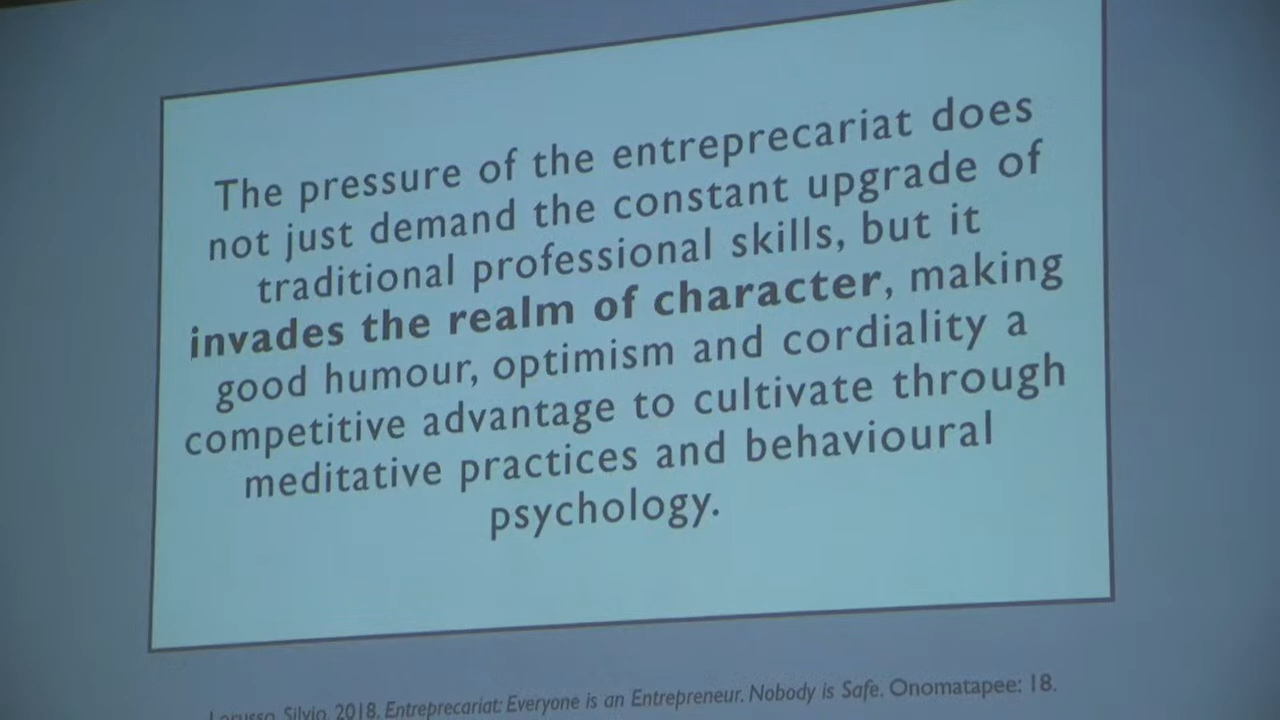 The pressure of the entreprecariat does
not just demand the constant upgrade of
traditional professional skills, but it
invades the realm of character, making
good humour, optimism and cordiality a
competitive advantage to cultivate through
meditative practices and behavioural
psychology.
Lorusso, Silvio. 2018. Entreprecariat: Everyone is an Entrepreneur. Nobody is Safe. Onomatapee: 18.